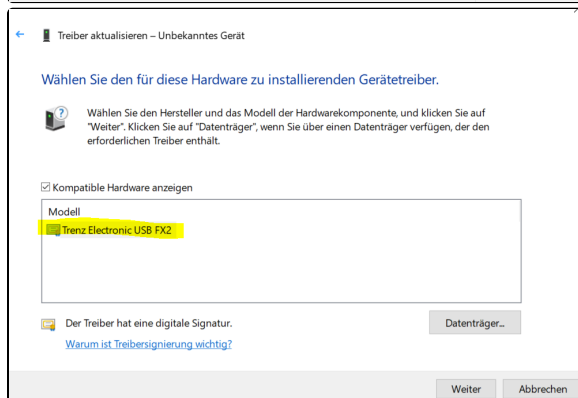 Treiber aktualisieren – Unbekanntes Gerät
Wählen Sie den für diese Hardware zu installierenden Gerätetreiber.
Wählen Sie den Hersteller und das Modell der Hardwarekomponente, und klicken Sie auf
"Weiter". Klicken Sie auf "Datenträger", wenn Sie über einen Datenträger verfügen, der den
erforderlichen Treiber enthält.
Kompatible Hardware anzeigen
Modell
Trenz Electronic USB FX2
Der Treiber hat eine digitale Signatur.
Datenträger...
Warum ist Treibersignierung wichtig?
Weiter
Abbrechen